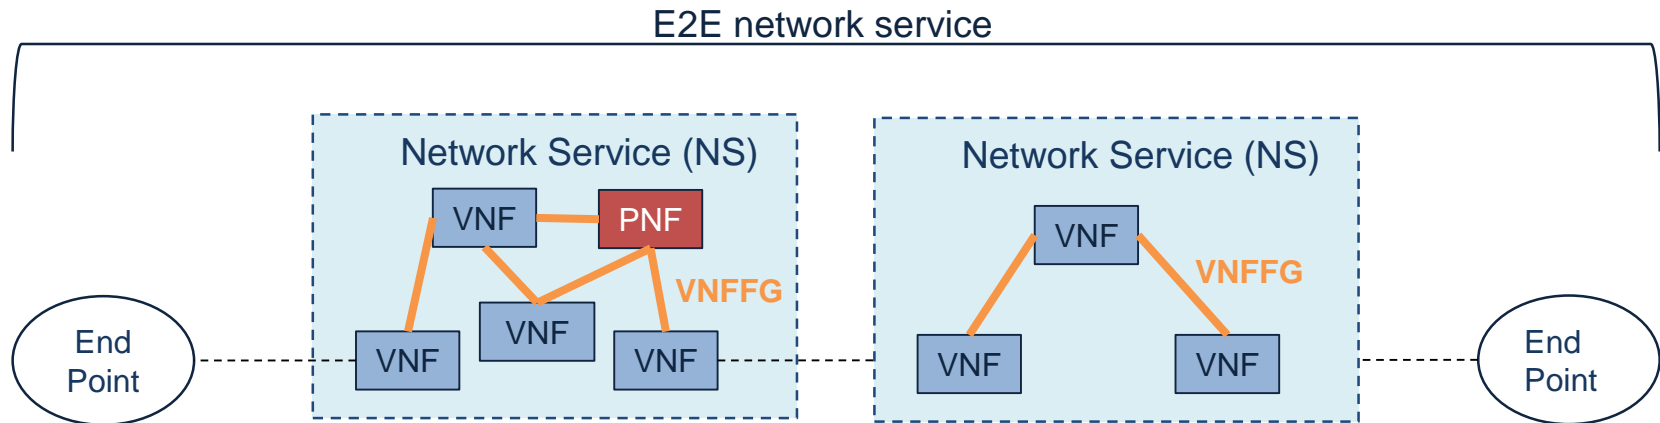 E2E network service
Network Service (NS)
VNF
PNF
VNFFG
VNF
VNF
VNF
Network Service (NS)
VNF
VNFFG
VNF
VNF
End
Point
End
Point